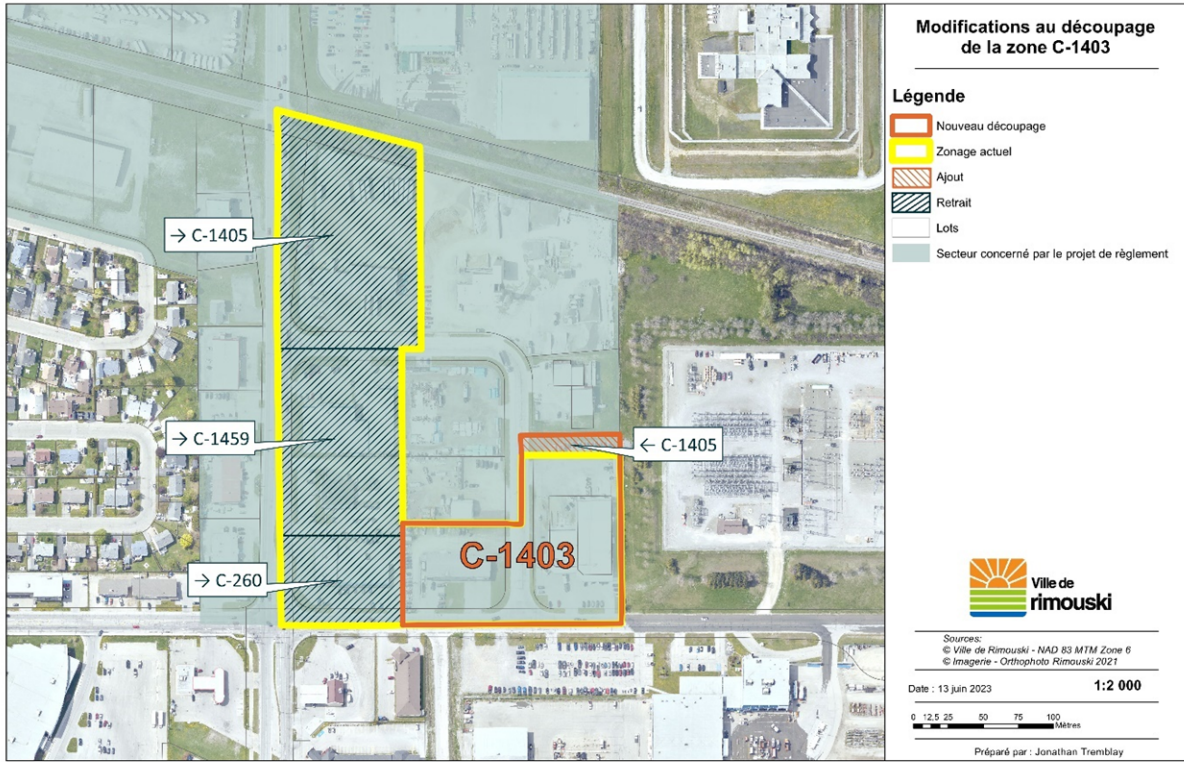 Modifications au découpage
de la zone C-1403
Légende
Nouveau découpage
Zonage actuel
Ajout
Retrait
Lots
Secteur concerné par le projet de règlement
→ C-1405
→ C-1459
← C-1405
→ C-260
C-1403
Ville de
rimouski
Sources:
© Ville de Rimouski - NAD 83 MTM Zone 6
© Imagerie - Orthophoto Rimouski 2021
Date : 13 juin 2023
1:2 000
0 12,5 25 50 75 100
Mètres
Préparé par : Jonathan Tremblay